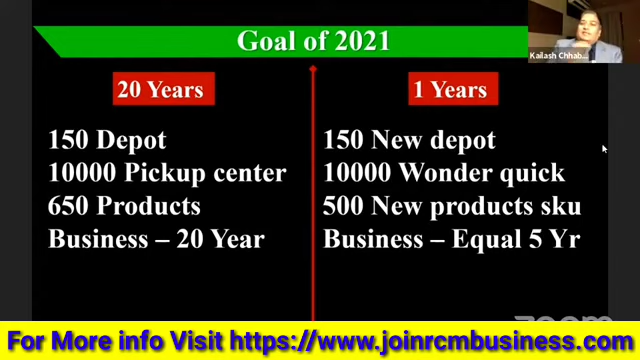 Goal of 2021
Kailash Chhab...
20 Years
150 Depot
10000 Pickup center
650 Products
Business – 20 Year
1 Years
150 New depot
10000 Wonder quick
500 New products sku
Business – Equal 5 Yr
zoom
For More info Visit https://www.joinrcmbusiness.com